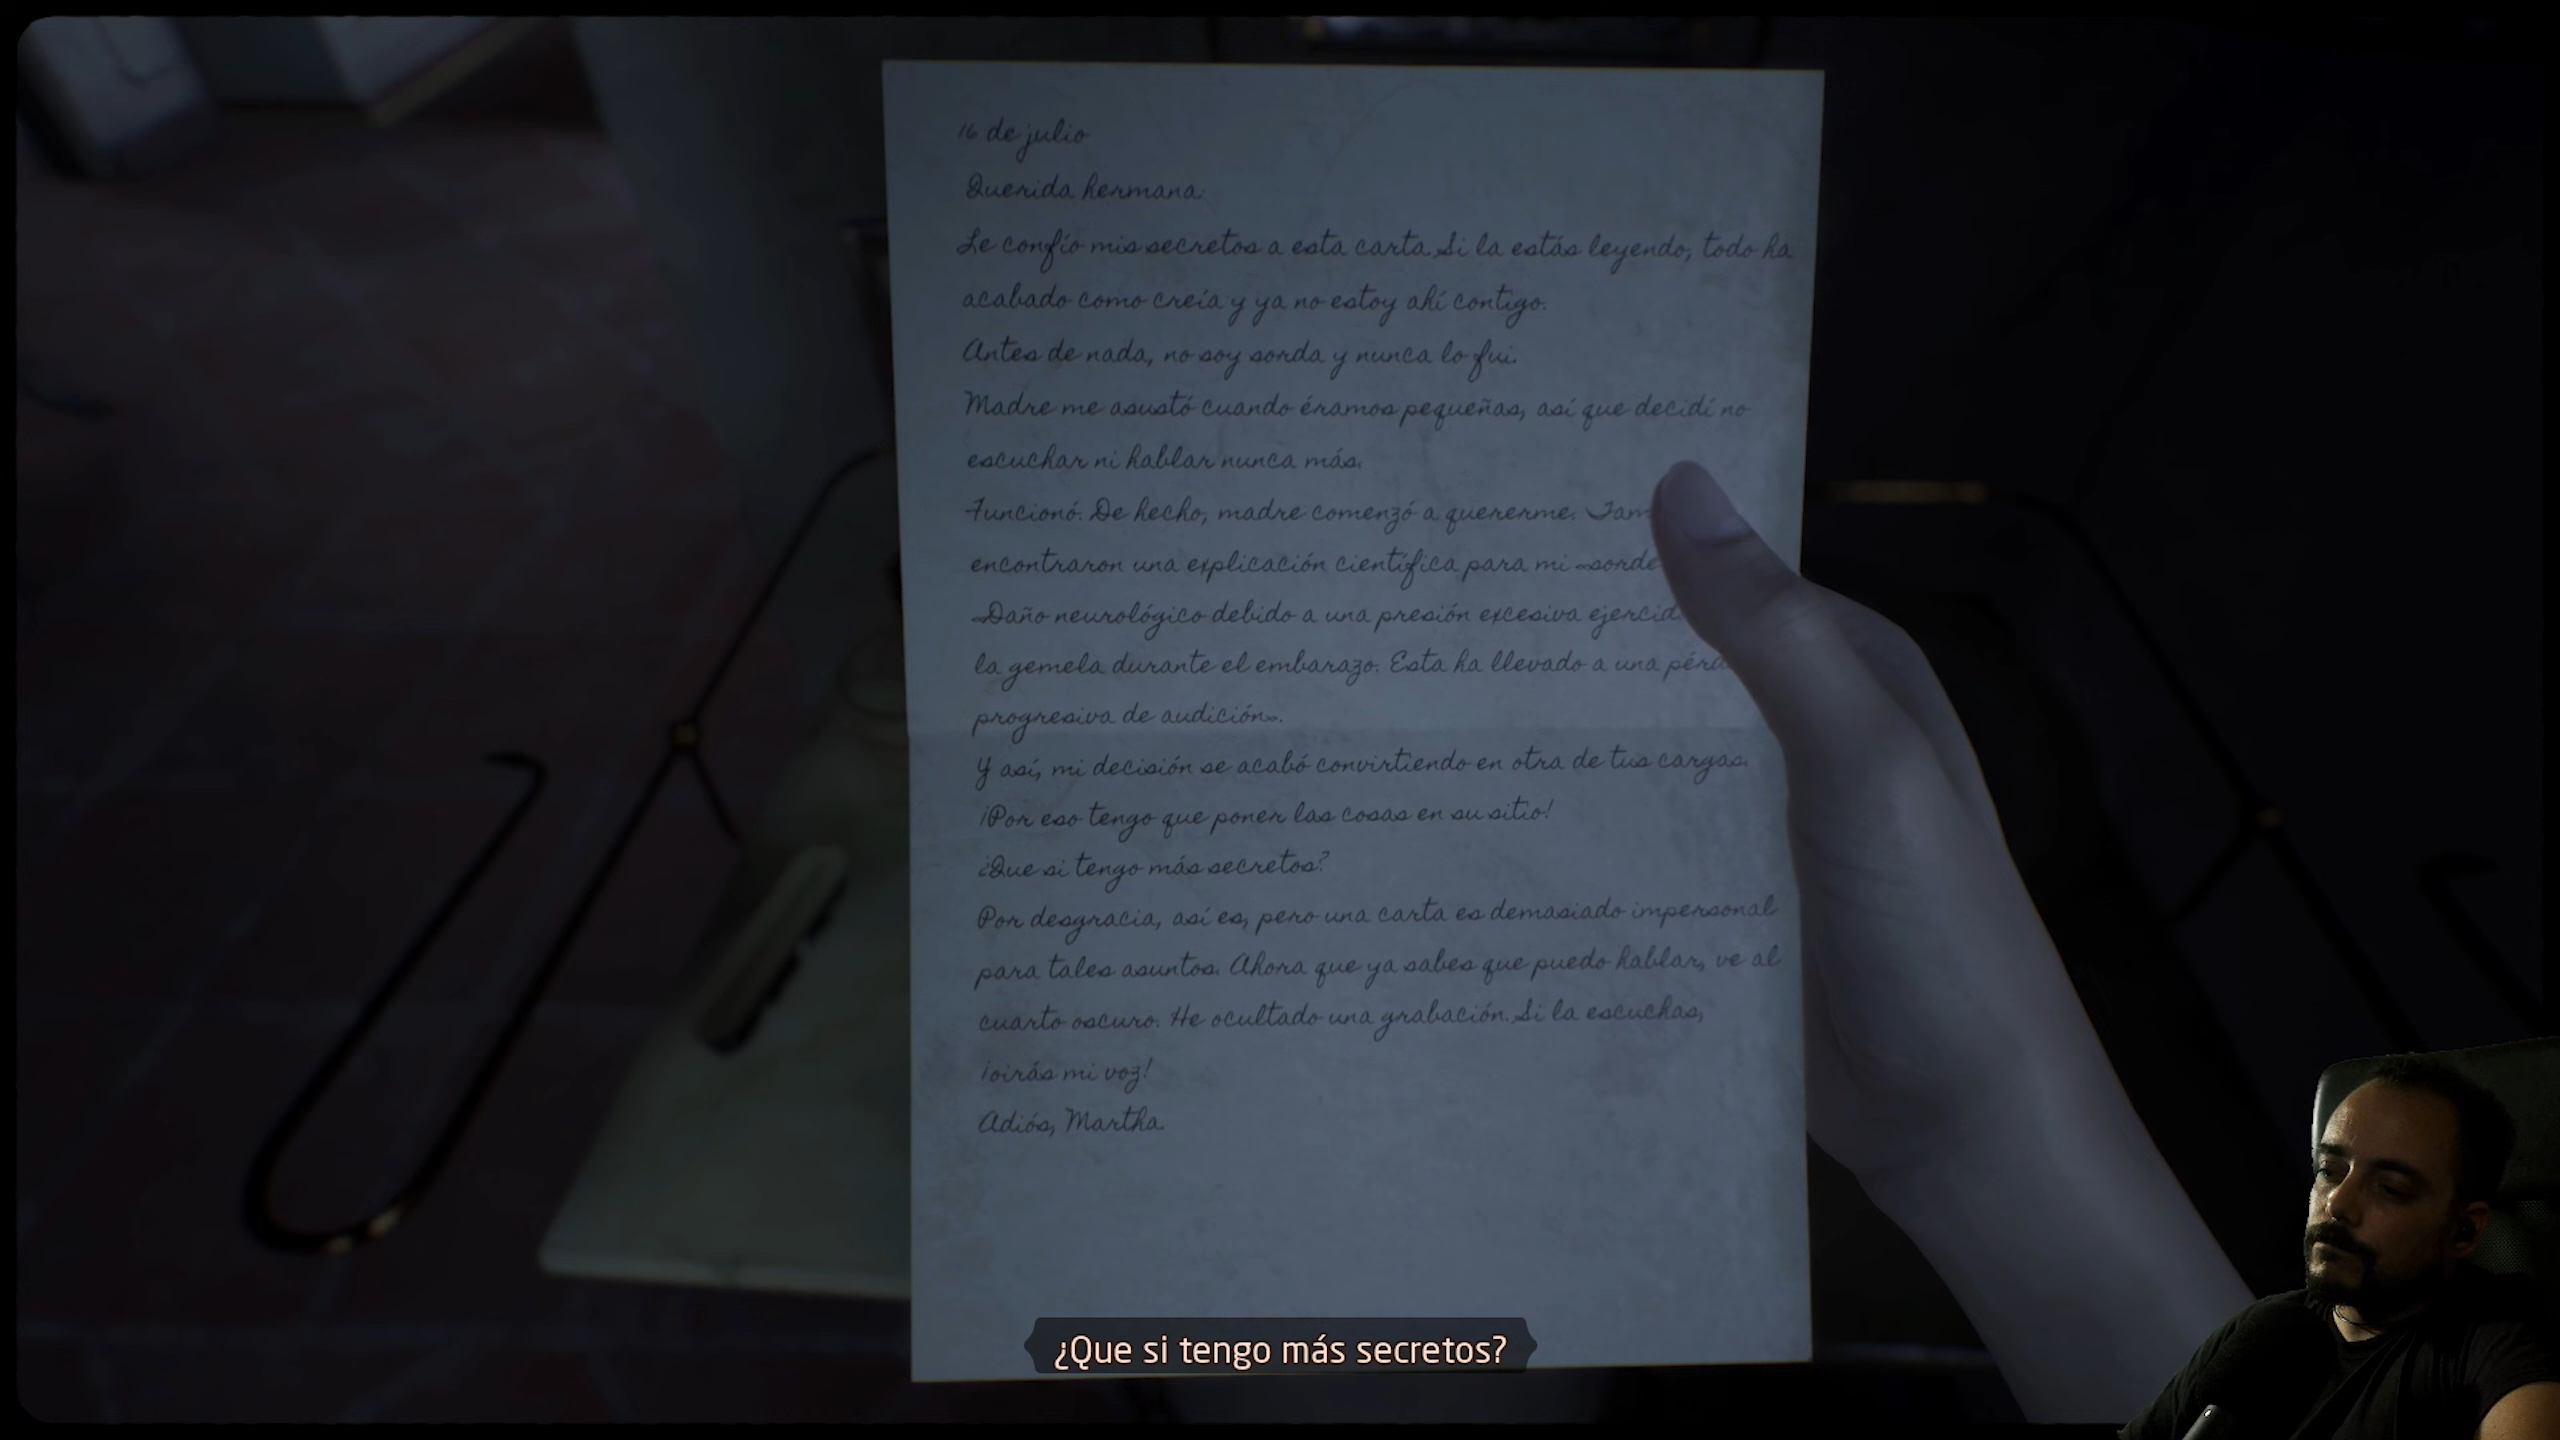 16 de julio
Querida hermana:
Le confío mis secretos a esta carta. Si la estás leyendo, todo ha
acabado como creía y ya no estoy ahí contigo.
Antes de nada, no soy sorda y nunca lo fui.
Madre me asustó cuando éramos pequeñas, así que decidí no
escuchar ni hablar nunca más.
Funcionó. De hecho, madre comenzó a quererme.
encontraron una explicación científica para mi
«Daño neurológico debido a una presión excesiva
la gemela durante el embarazo. Esta ha llevado a una
progresiva de audición».
Y así, mi decisión se acabó convirtiendo en otra de tus cargas.
¡Por eso tengo que poner las cosas en su sitio!
¿Que si tengo más secretos?
Por desgracia, así es, pero una carta es demasiado impersonal
para tales asuntos. Ahora que ya sabes que puedo hablar, ve al
cuarto oscuro. He ocultado una grabación. Si la escuchas,
¡oirás mi voz!
Adiós, Martha.
¿Que si tengo más secretos?